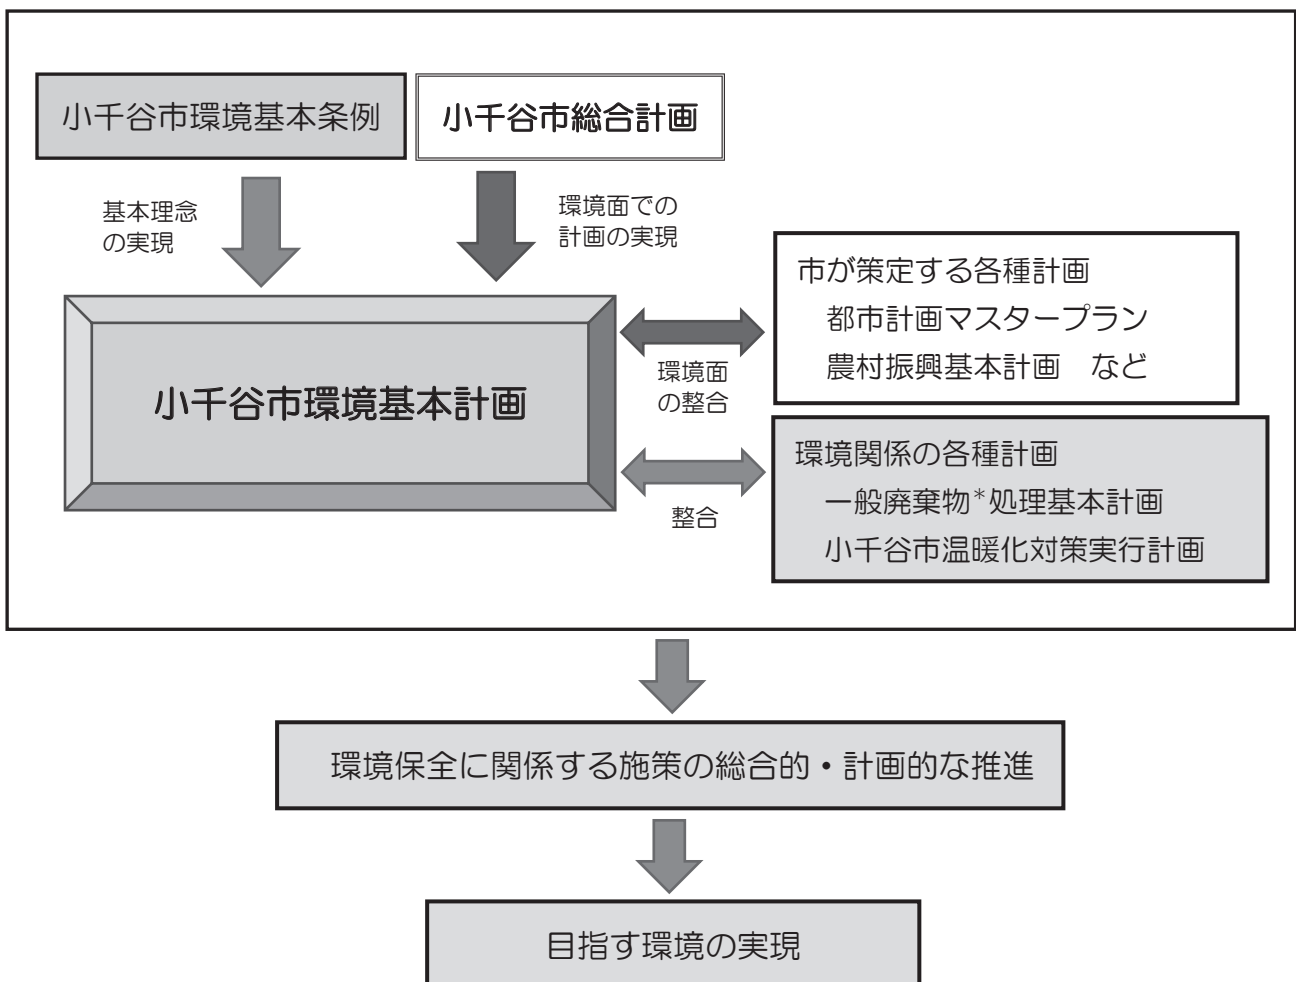 小千谷市環境基本条例
小千谷市総合計画
基本理念
の実現
環境面での
計画の実現
市が策定する各種計画
都市計画マスタープラン
農村振興基本計画　など
環境面
の整合
小千谷市環境基本計画
環境関係の各種計画
一般廃棄物*処理基本計画
小千谷市温暖化対策実行計画
整合
環境保全に関係する施策の総合的・計画的な推進
目指す環境の実現